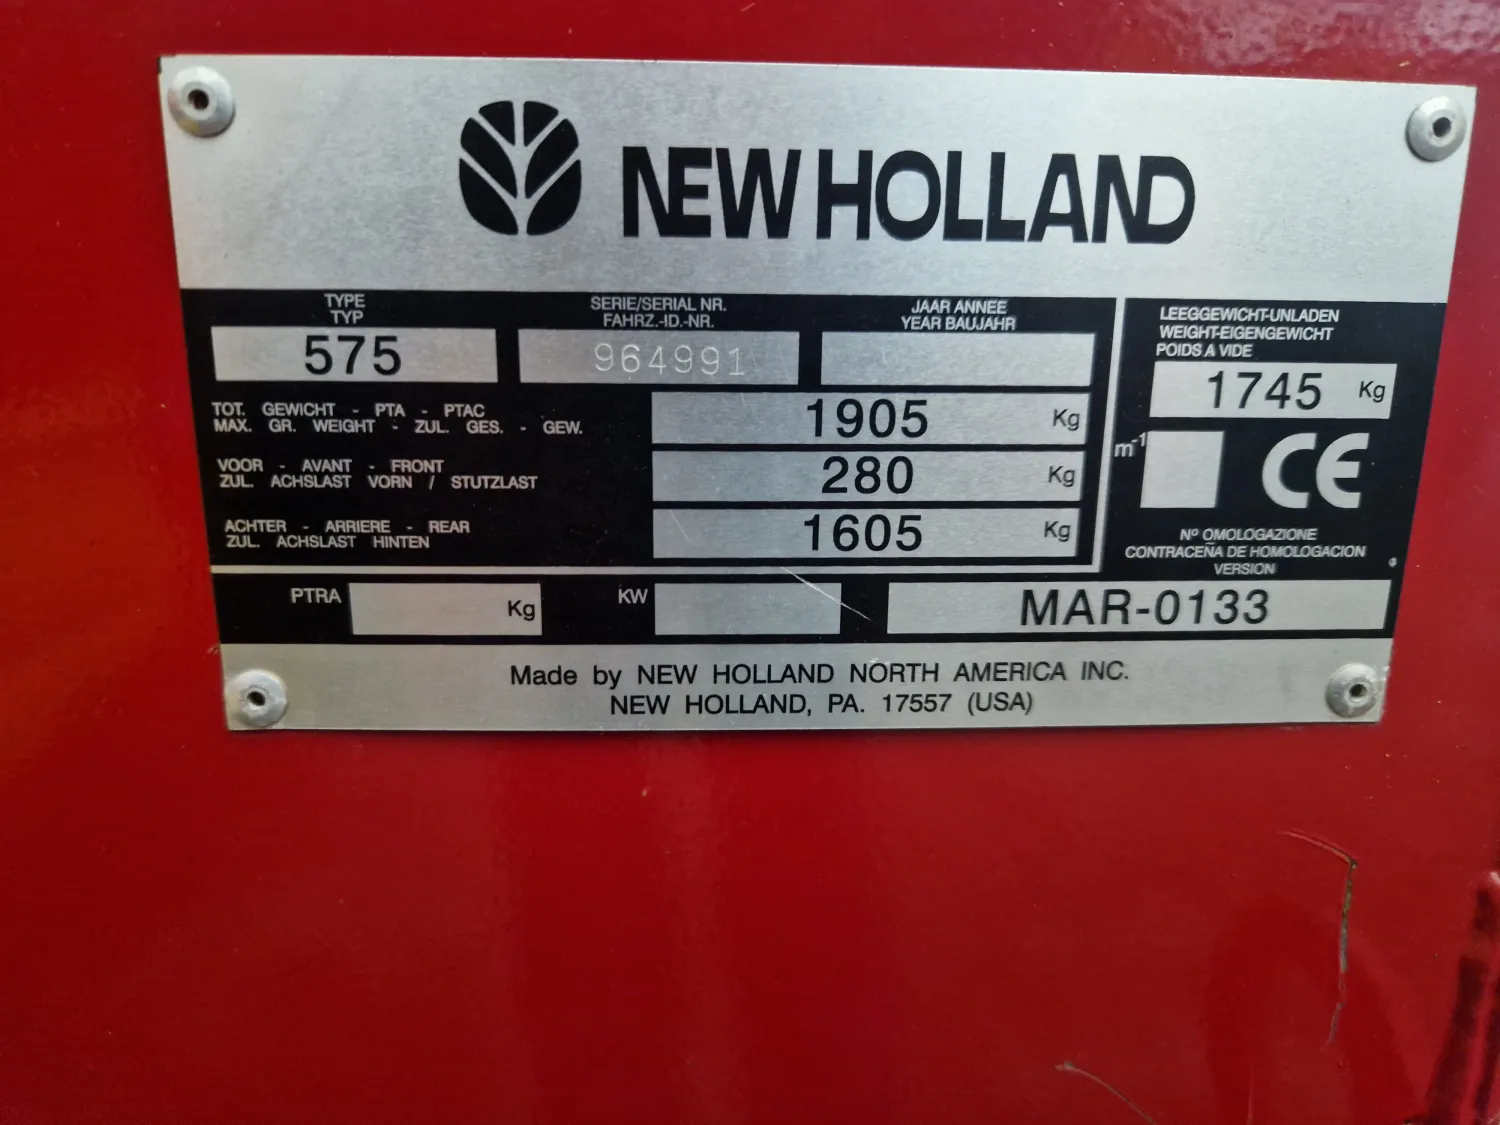 NEW HOLLAND
TYPE
TYP
575
SERIE/SERIAL NR.
FAHRZ.-ID.-NR.
964991
JAAR ANNEE
YEAR BAUJAHR
LEEGGEWICHT-UNLADEN
WEIGHT-EIGENGEWICHT
POIDS A VIDE
1745 Kg
TOT. GEWICHT - PTA - PTAC
MAX. GR. WEIGHT - ZUL. GES. - GEW.
1905 Kg
VOOR - AVANT - FRONT
ZUL. ACHSLAST VORN / STUTZLAST
280 Kg
ACHTER - ARRIERE - REAR
ZUL. ACHSLAST HINTEN
1605 Kg
m-1
CE
Nº OMOLOGAZIONE
CONTRACEÑA DE HOMOLOGACION
VERSION
PTRA Kg
KW
MAR-0133
Made by NEW HOLLAND NORTH AMERICA INC.
NEW HOLLAND, PA. 17557 (USA)